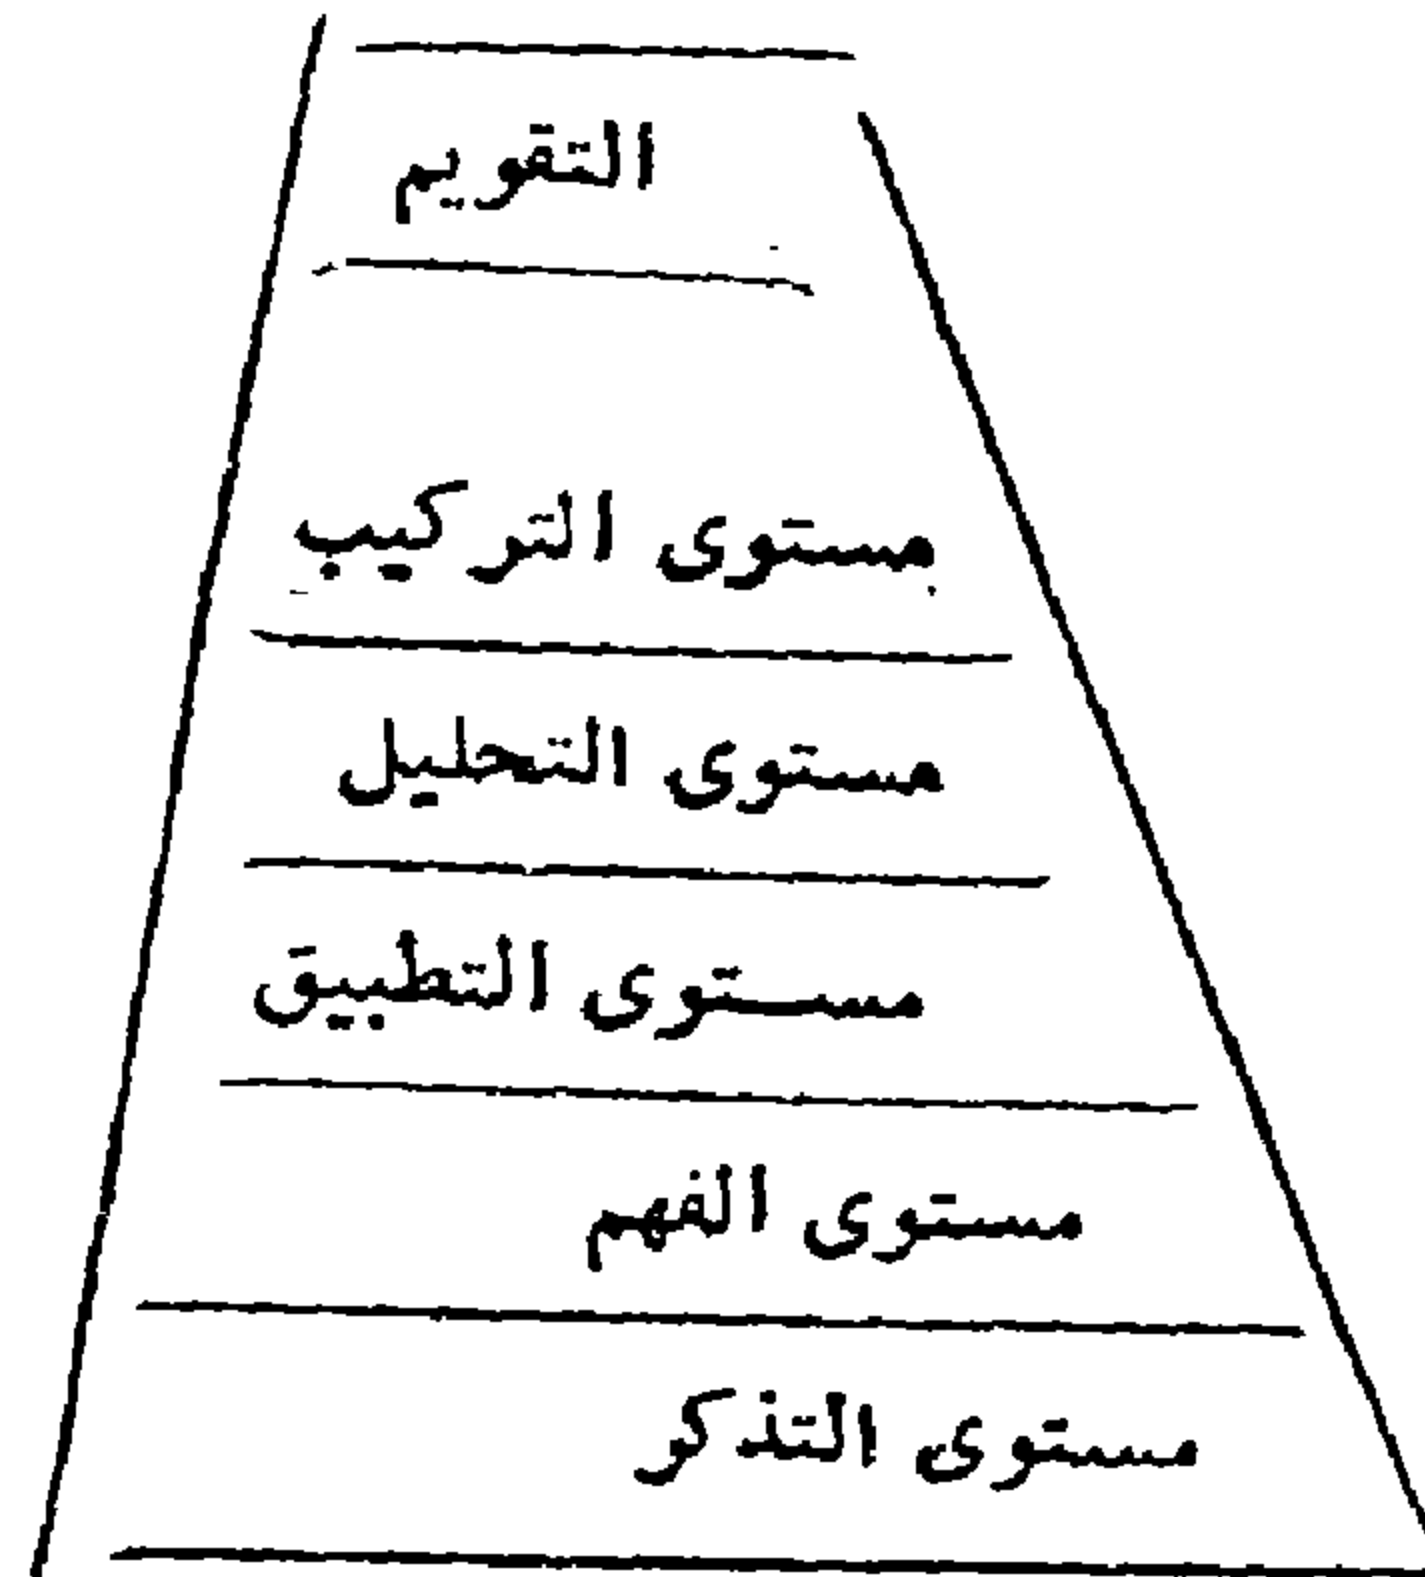 التقويم
مستوى التركيب
مستوى التحليل
مستوى التطبيق
مستوى الفهم
مستوى التذكر